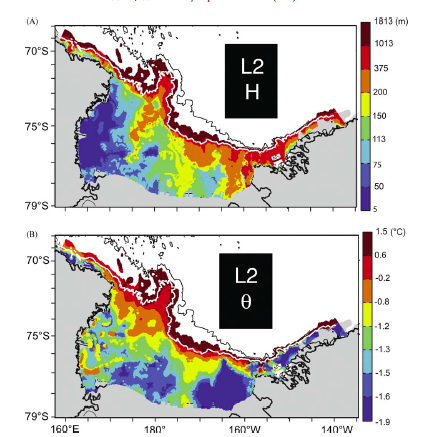 (A)
1813 (m)
1013
375
200
150
113
75
50
5
70°S
75°S
79°S
L2
H
(B)
1.5 (°C)
0.6
-0.2
-0.8
-1.2
-1.3
-1.5
-1.6
-1.9
70°S
75°S
79°S
L2
θ
160°E
180°
160°W
140°W